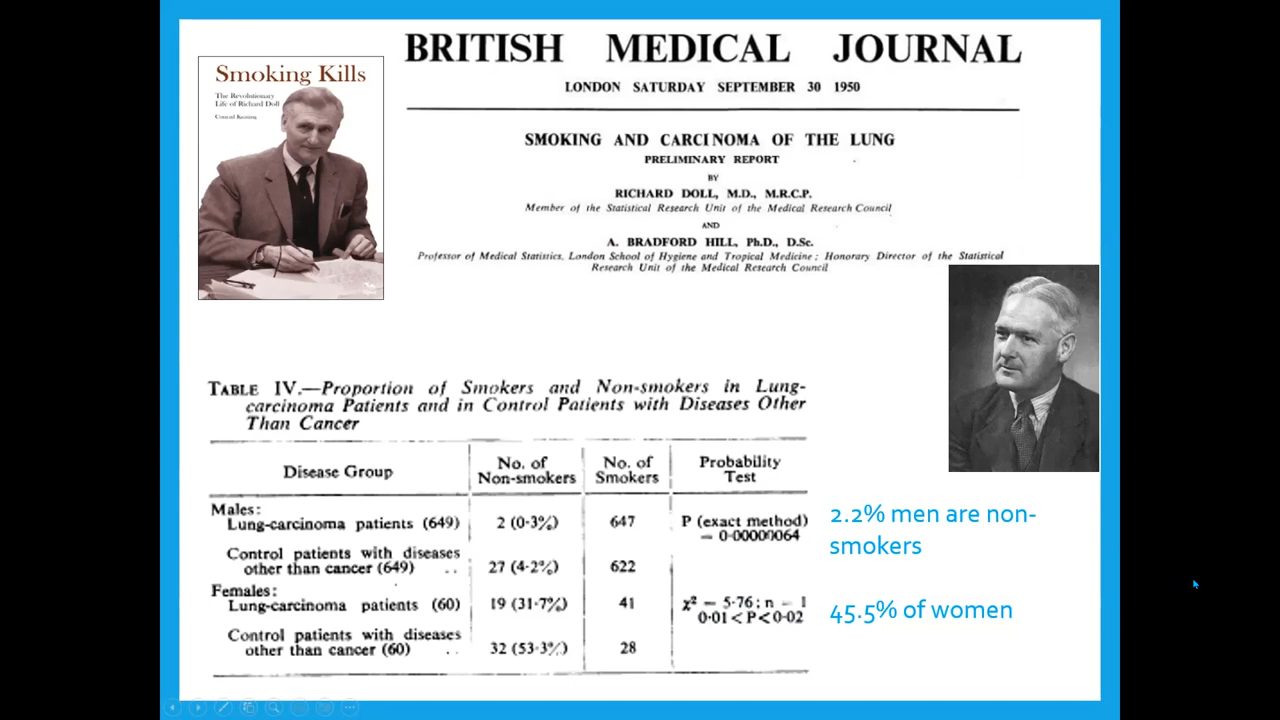 Smoking Kills
The Revolutionary
Life of Richard Doll
Conrad Keating
BRITISH MEDICAL JOURNAL
LONDON SATURDAY SEPTEMBER 30 1950
SMOKING AND CARCINOMA OF THE LUNG
PRELIMINARY REPORT
BY
RICHARD DOLL, M.D., M.R.C.P.
Member of the Statistical Research Unit of the Medical Research Council
AND
A. BRADFORD HILL, Ph.D., D.Sc.
Professor of Medical Statistics, London School of Hygiene and Tropical Medicine; Honorary Director of the Statistical
Research Unit of the Medical Research Council
TABLE IV.—Proportion of Smokers and Non-smokers in Lung-
carcinoma Patients and in Control Patients with Diseases Other
Than Cancer
Disease Group
No. of
Non-smokers
No. of
Smokers
Probability
Test
Males:
Lung-carcinoma patients (649) 2 (0·3%) 647 P (exact method)
= 0·00000064
Control patients with diseases
other than cancer (649) .. 27 (4·2%) 622
Females:
Lung-carcinoma patients (60) 19 (31·7%) 41 χ² = 5·76; n = 1
0·01 < P < 0·02
Control patients with diseases
other than cancer (60) .. 32 (53·3%) 28
2.2% men are non-
smokers
45.5% of women